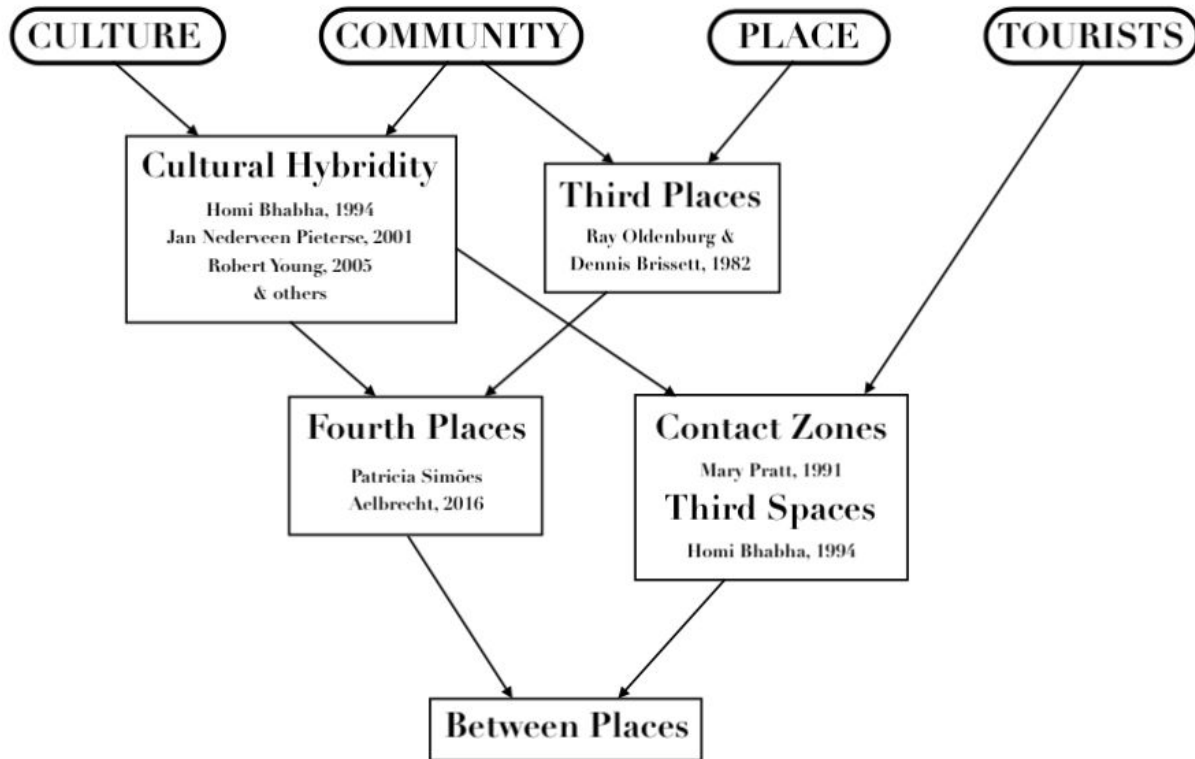 CULTURE
COMMUNITY
PLACE
TOURISTS
Cultural Hybridity
Homi Bhabha, 1994
Jan Nederveen Pieterse, 2001
Robert Young, 2005
& others
Third Places
Ray Oldenburg &
Dennis Brissett, 1982
Fourth Places
Patricia Simões
Aelbrecht, 2016
Contact Zones
Mary Pratt, 1991
Third Spaces
Homi Bhabha, 1994
Between Places